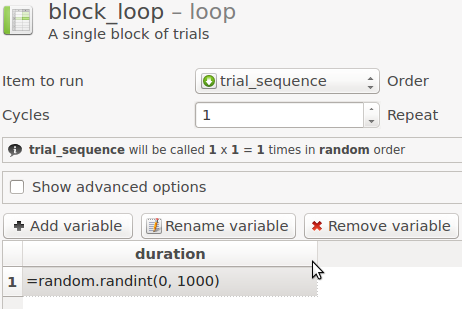 block_loop – loop
A single block of trials
Item to run trial_sequence Order
Cycles 1 Repeat
trial_sequence will be called 1 x 1 = 1 times in random order
Show advanced options
Add variable Rename variable Remove variable
duration
1 =random.randint(0, 1000)